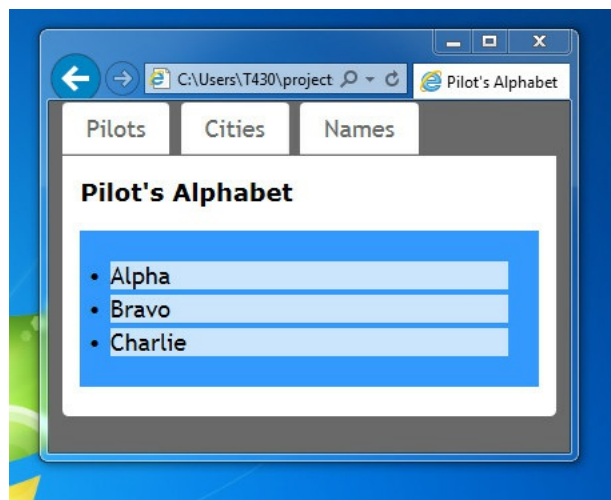 C:\Users\T430\project
Pilot's Alphabet
Pilots Cities Names
Pilot's Alphabet
• Alpha
• Bravo
• Charlie